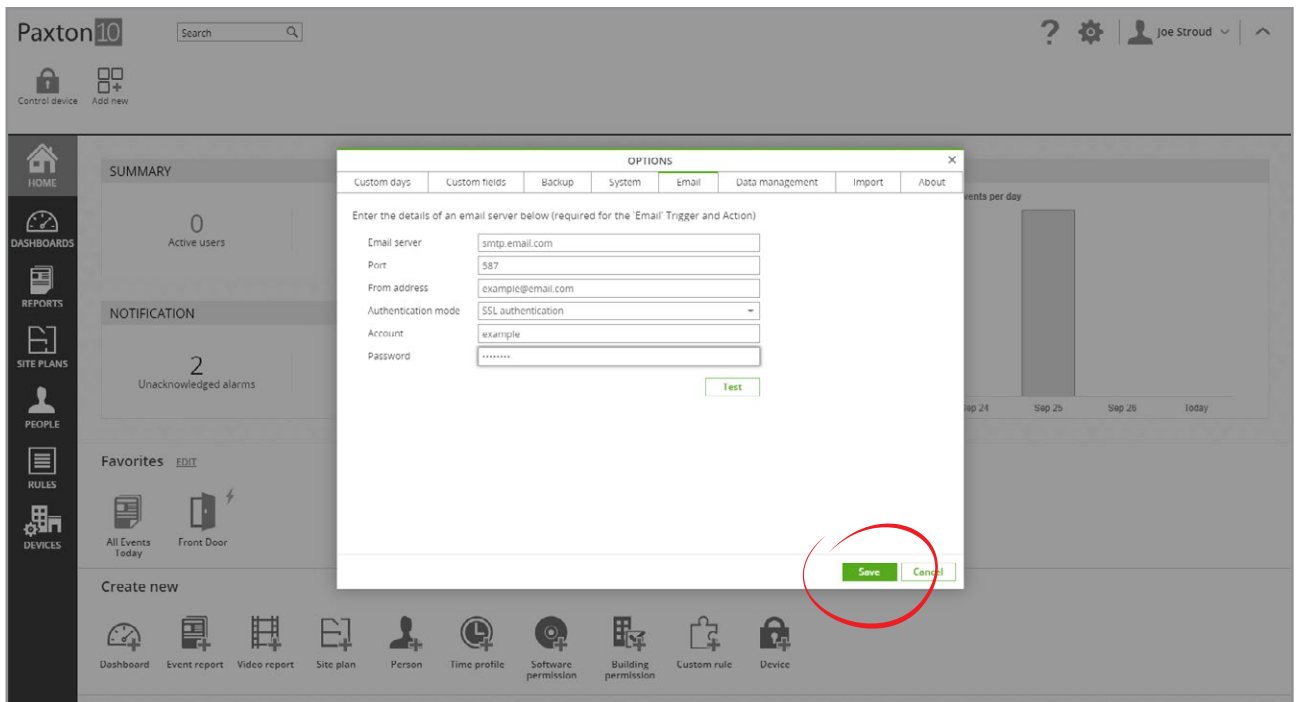 Paxton10
Search
Joe Stroud
Control device
Add new
HOME
DASHBOARDS
REPORTS
SITE PLANS
PEOPLE
RULES
DEVICES
SUMMARY
0
Active users
NOTIFICATION
2
Unacknowledged alarms
OPTIONS
Custom days Custom fields Backup System Email Data management Import About
Enter the details of an email server below (required for the 'Email' Trigger and Action)
Email server smtp.email.com
Port 587
From address example@email.com
Authentication mode SSL authentication
Account example
Password ········
Test
Save Cancel
per day
24 Sep 25 Sep 26 Today
Favorites EDIT
All Events
Today
Front Door
Create new
Dashboard
Event report
Video report
Site plan
Person
Time profile
Software
permission
Building
permission
Custom rule
Device